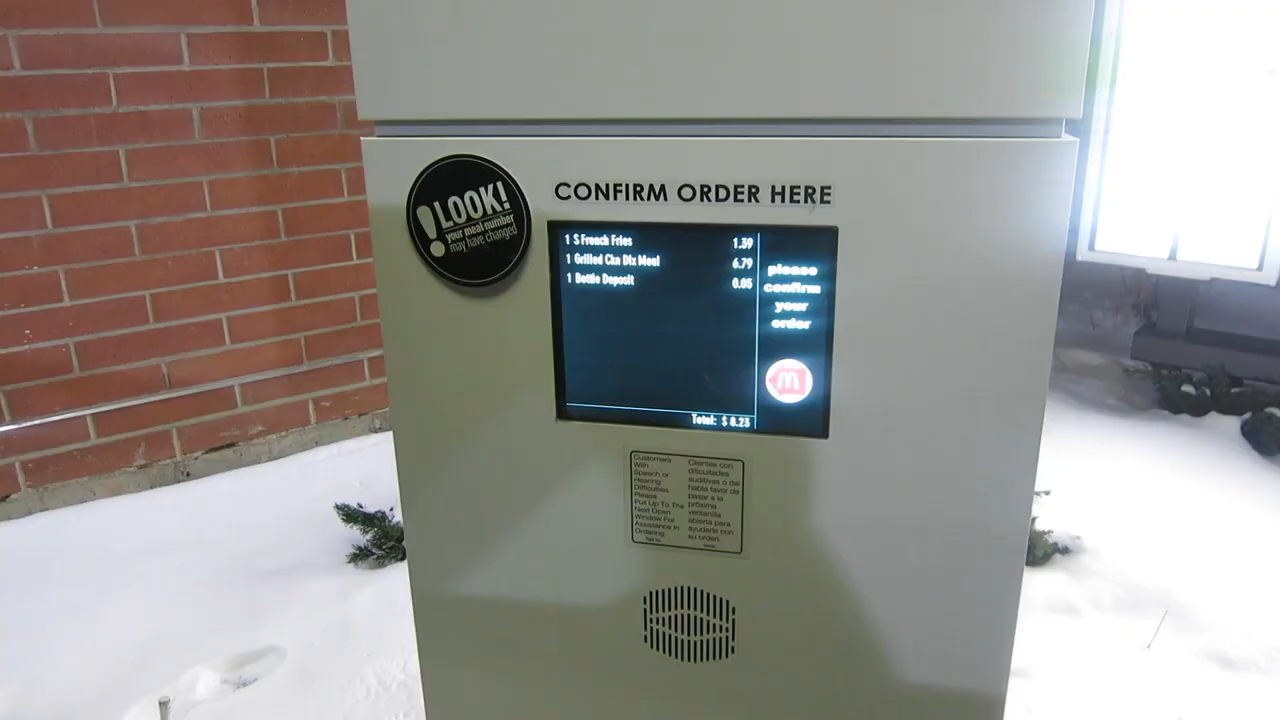 LOOK!
your meal number
may have changed
CONFIRM ORDER HERE
1 S French Fries 1.39
1 Grilled Ckn Dlx Meal 6.79
1 Bottle Deposit 0.05
Total: $ 8.23
please
confirm
your
order
Customers
With
Speech or
Hearing
Difficulties
Please
Pull Up To The
Next Open
Window For
Assistance In
Ordering.
Clientes con
dificultades
auditivas o del
habla favor de
pasar a la
próxima
ventanilla
abierta para
ayudarle con
su orden.